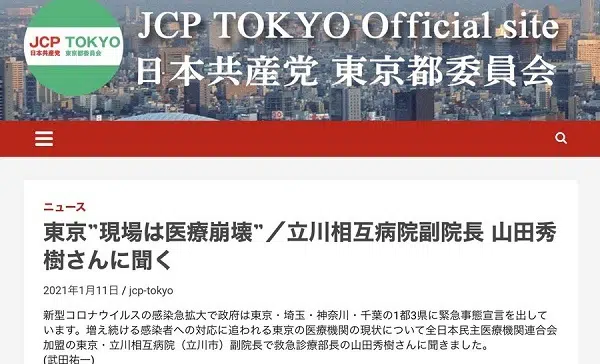 JCP TOKYO Official site
JCP TOKYO
日本共産党 東京都委員会
日本共産党 東京都委員会
ニュース
東京”現場は医療崩壊”／立川相互病院副院長 山田秀
樹さんに聞く
2021年1月11日 / jcp-tokyo
新型コロナウイルスの感染急拡大で政府は東京・埼玉・神奈川・千葉の1都3県に緊急事態宣言を出して
います。増え続ける感染者への対応に追われる東京の医療機関の現状について全日本民主医療機関連合会
加盟の東京・立川相互病院（立川市）副院長で救急診療部長の山田秀樹さんに聞きました。
(武田祐一)